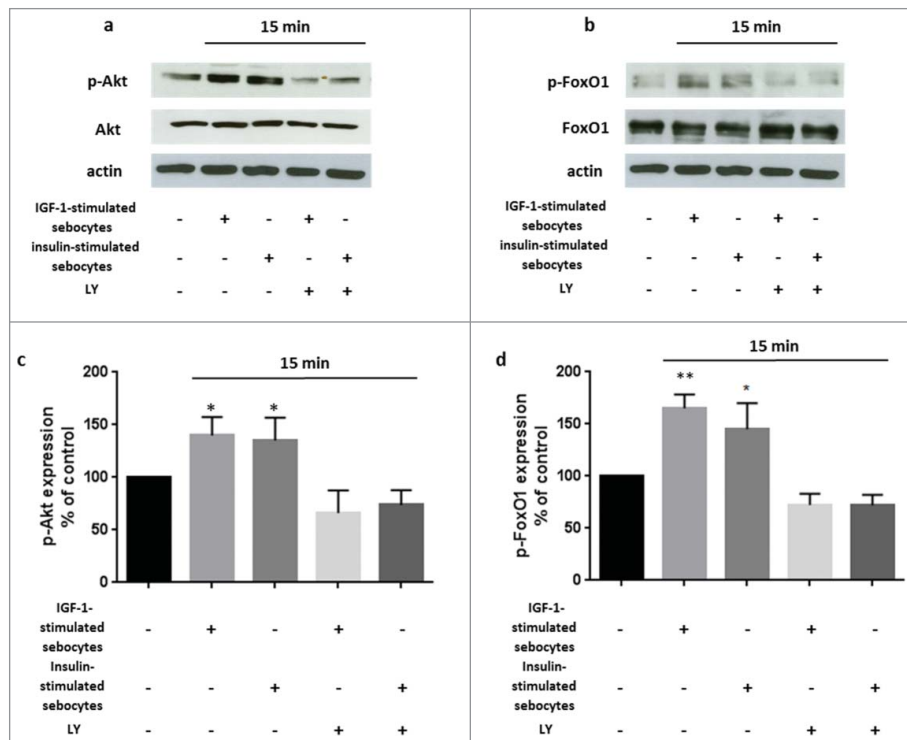 a
15 min
p-Akt
Akt
actin
IGF-1-stimulated
sebocytes
- + - + -
insulin-stimulated
sebocytes
- - + - +
LY
- - - + +
b
15 min
p-FoxO1
FoxO1
actin
IGF-1-stimulated
sebocytes
- + - + -
insulin-stimulated
sebocytes
- - + - +
LY
- - - + +
c
15 min
p-Akt expression
% of control
200
150
100
50
0
* *
IGF-1-
stimulated
sebocytes
- + - + -
Insulin-
stimulated
sebocytes
- - + - +
LY
- - - + +
d
15 min
p-FoxO1 expression
% of control
200
150
100
50
0
** *
IGF-1-
stimulated
sebocytes
- + - + -
Insulin-
stimulated
sebocytes
- - + - +
LY
- - - + +